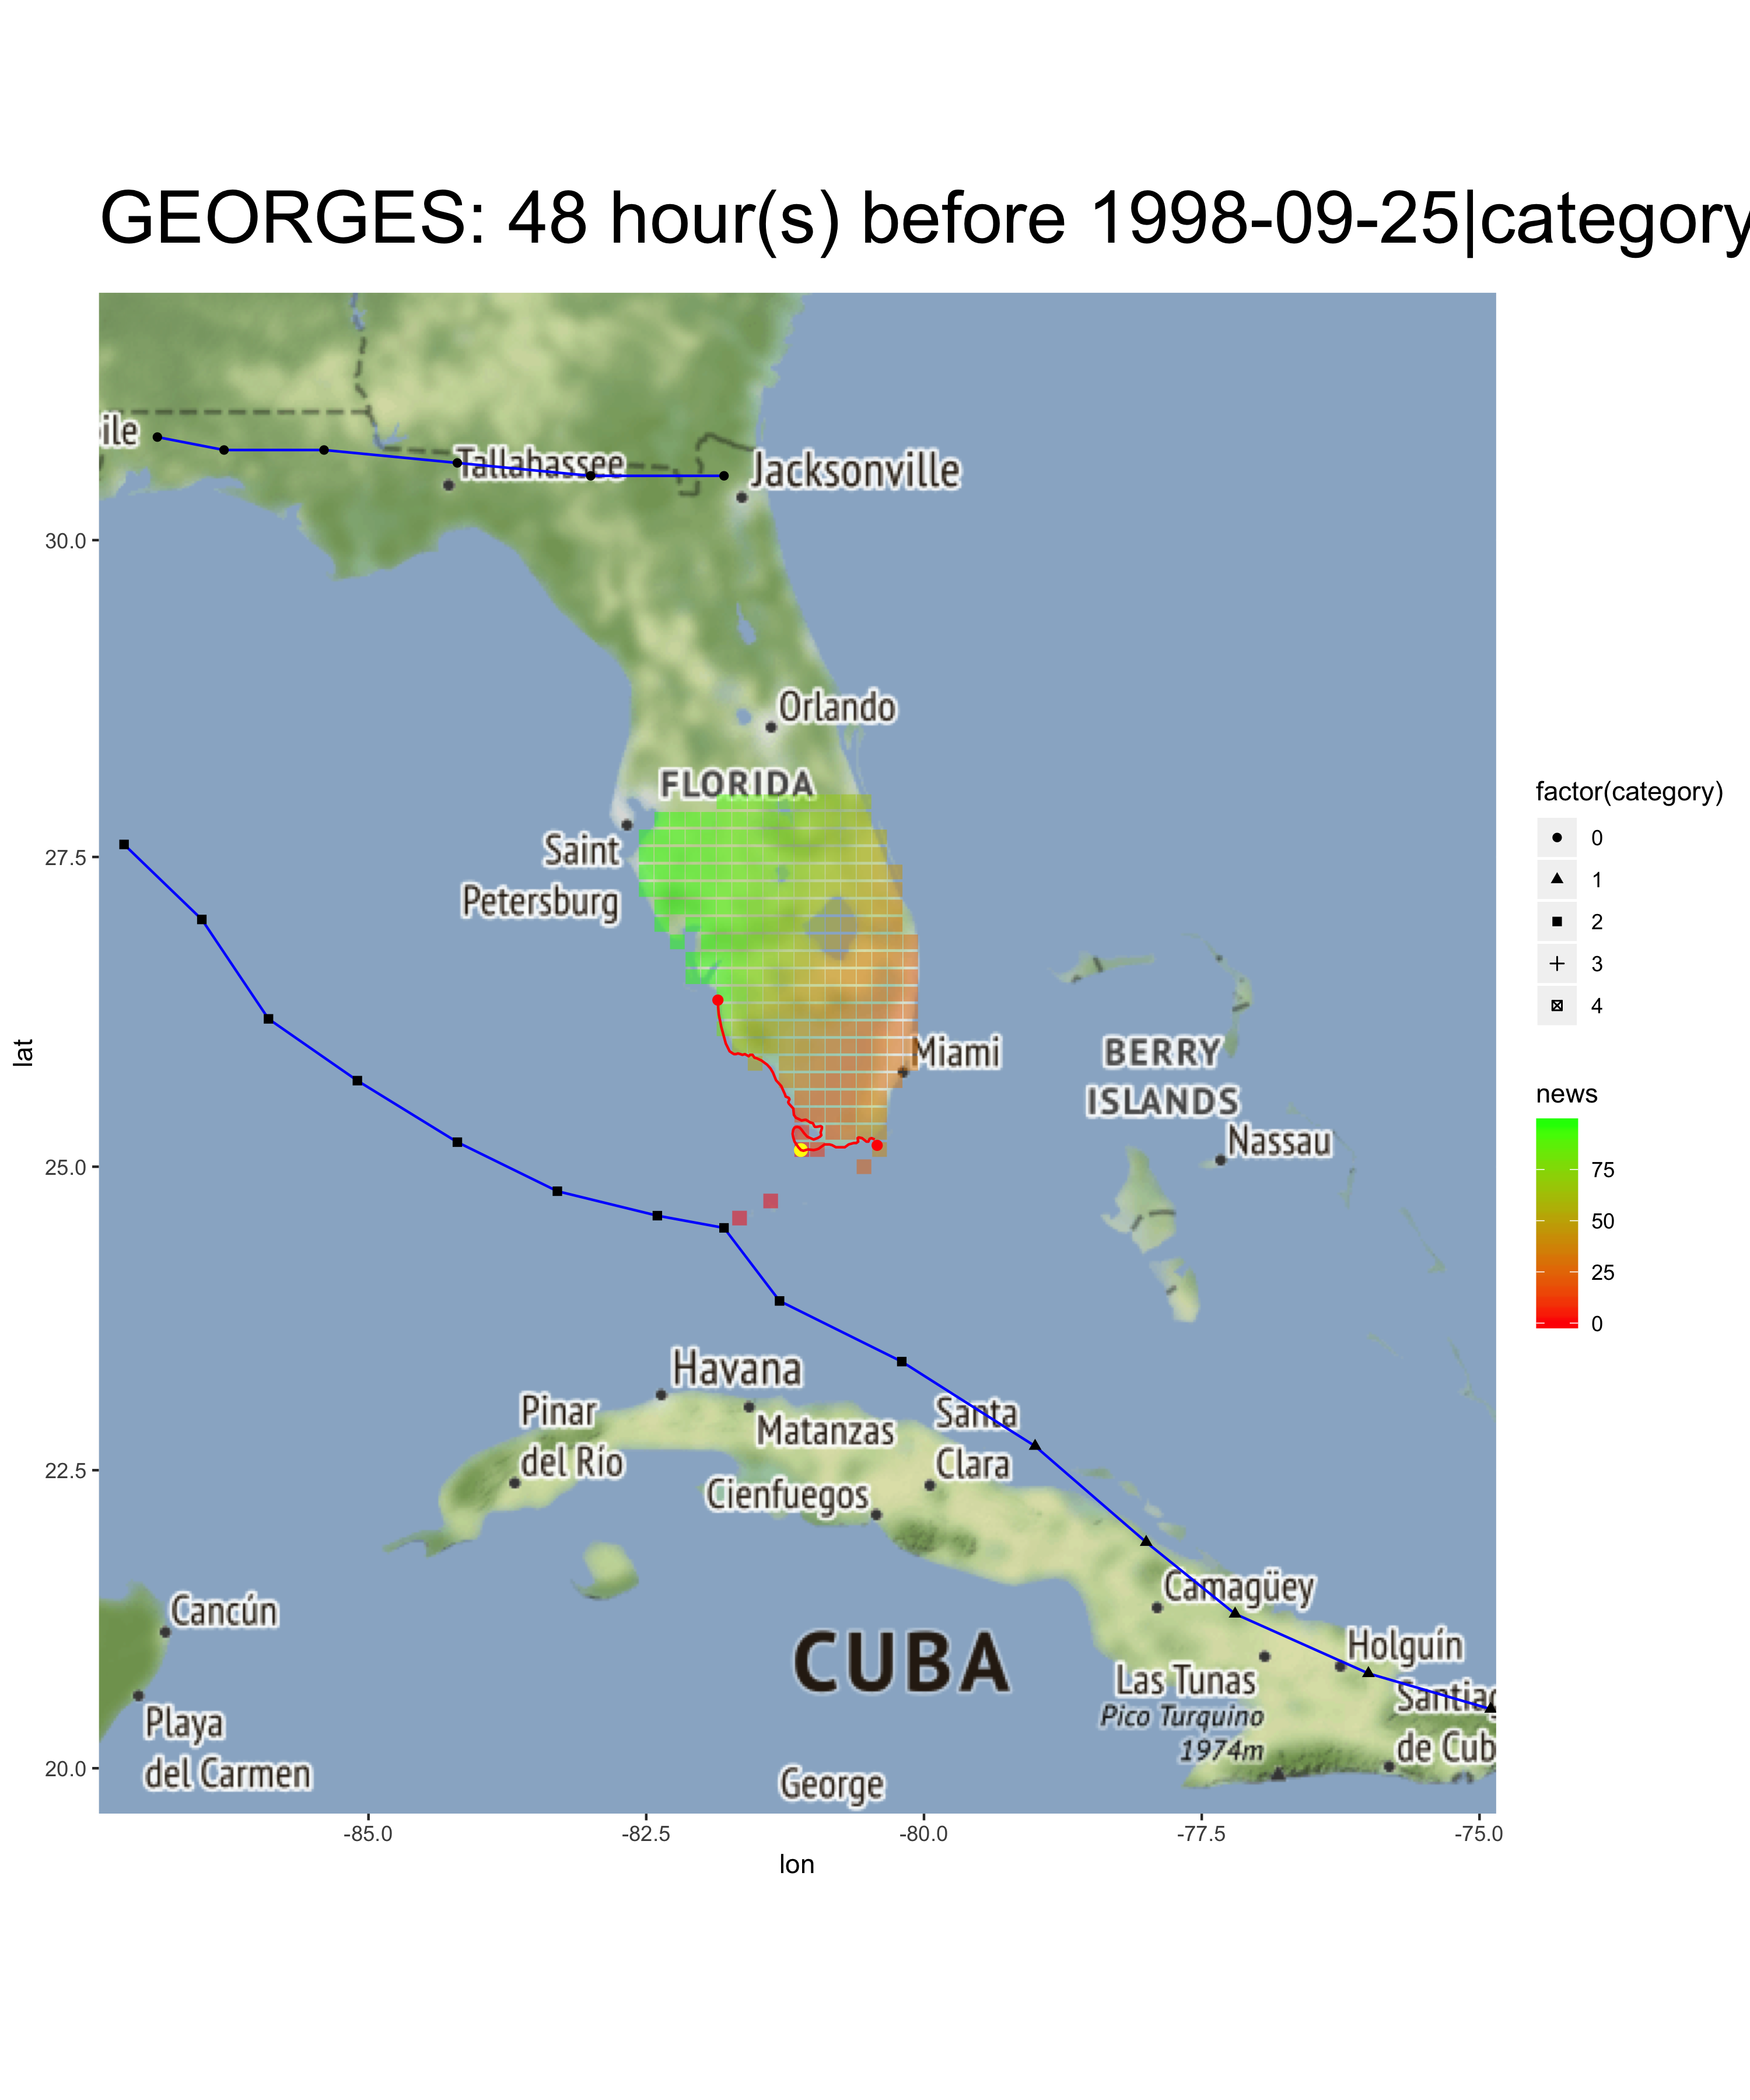 GEORGES: 48 hour(s) before 1998-09-25|category
ile
Tallahassee
Jacksonville
30.0
Orlando
FLORIDA
27.5
Saint
Petersburg
factor(category)
0
1
2
3
4
lat
Miami
BERRY
ISLANDS
Nassau
25.0
news
75
50
25
0
Havana
Pinar
del Río
Matanzas
Santa
Clara
Cienfuegos
22.5
Cancún
Camagüey
Holguín
CUBA
Las Tunas
Santiag
Pico Turquino
1974m
de Cub
Playa
del Carmen
George
20.0
-85.0
-82.5
-80.0
-77.5
-75.0
lon